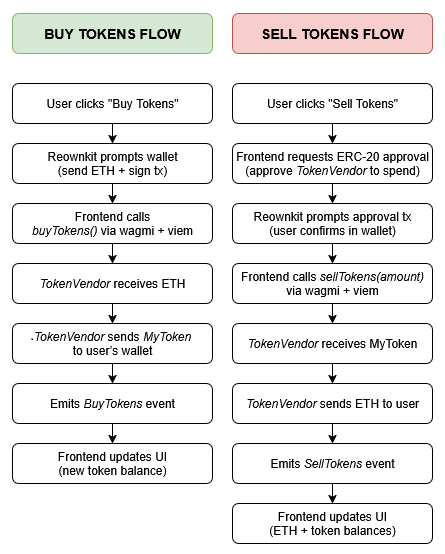 BUY TOKENS FLOW
User clicks "Buy Tokens"
Reownkit prompts wallet
(send ETH + sign tx)
Frontend calls
buyTokens() via wagmi + viem
TokenVendor receives ETH
.TokenVendor sends MyToken
to user's wallet
Emits BuyTokens event
Frontend updates UI
(new token balance)
SELL TOKENS FLOW
User clicks "Sell Tokens"
Frontend requests ERC-20 approval
(approve TokenVendor to spend)
Reownkit prompts approval tx
(user confirms in wallet)
Frontend calls sellTokens(amount)
via wagmi + viem
TokenVendor receives MyToken
TokenVendor sends ETH to user
Emits SellTokens event
Frontend updates UI
(ETH + token balances)